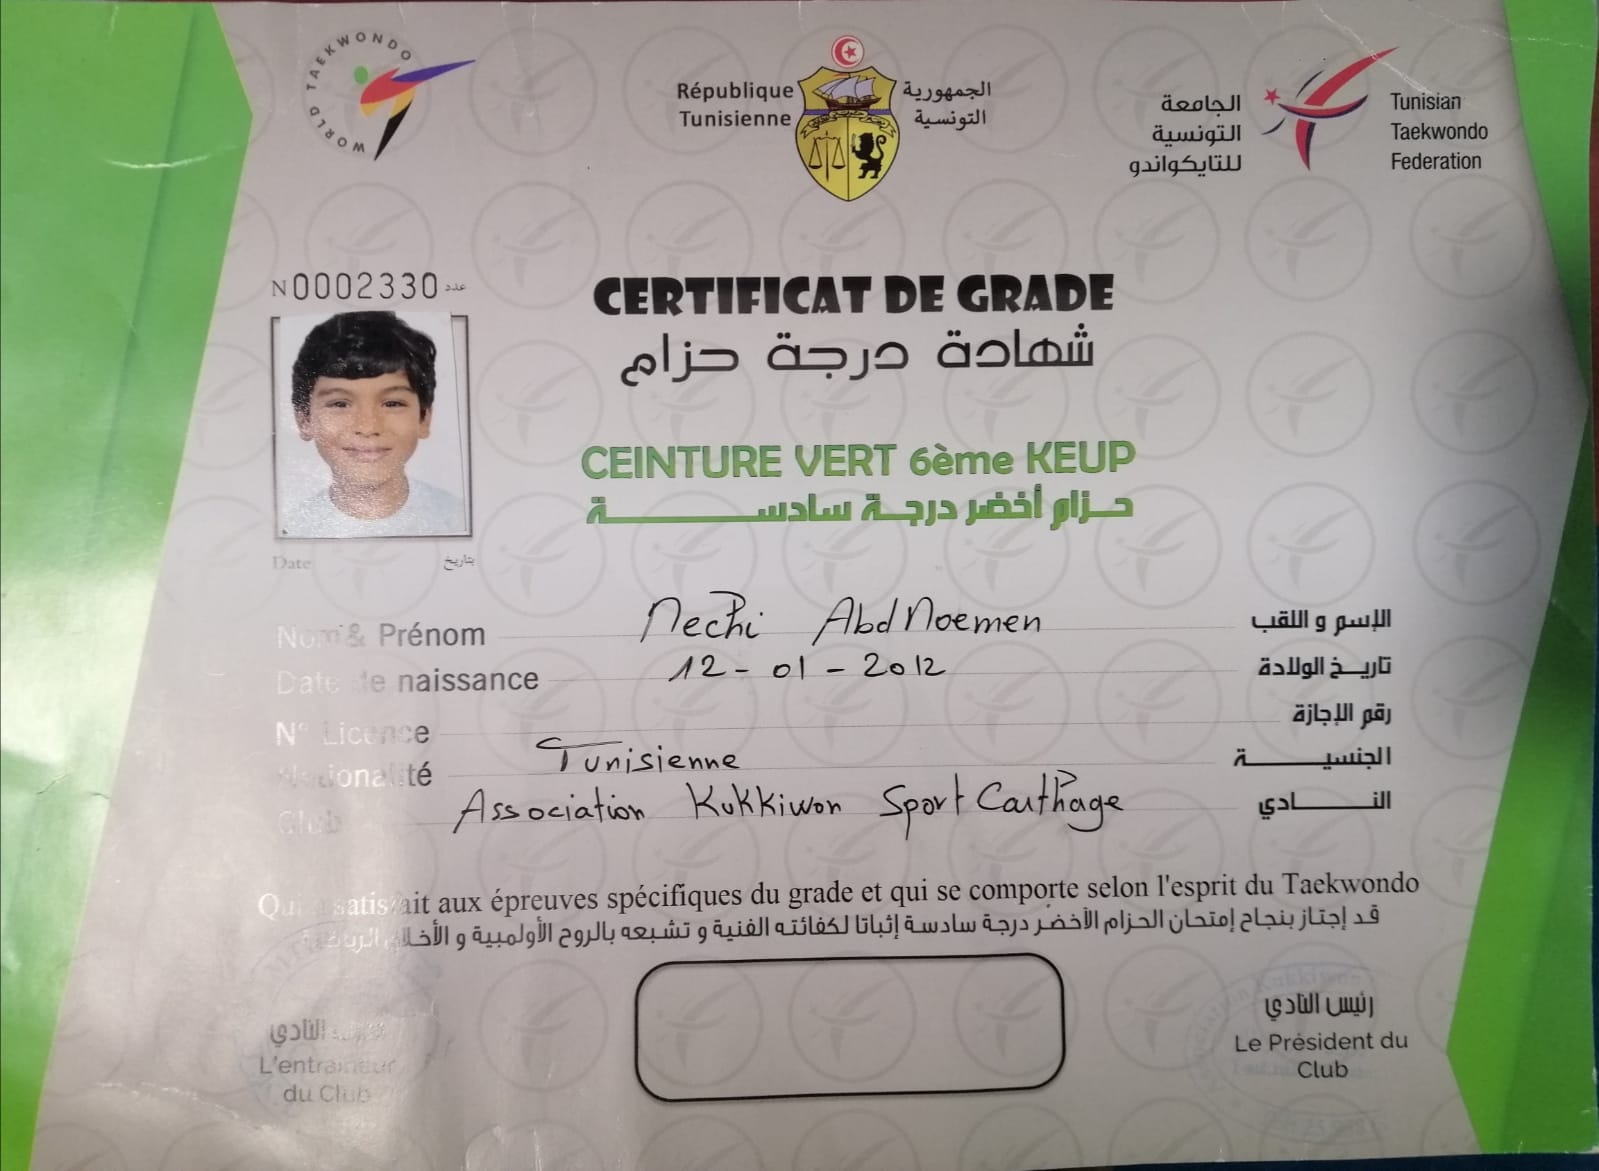 WORLD TAEKWONDO
République
Tunisienne
الجمهورية
التونسية
الجامعة
التونسية
للتايكواندو
Tunisian
Taekwondo
Federation
N0002330 عدد
CERTIFICAT DE GRADE
شهادة درجة حزام
CEINTURE VERT 6ème KEUP
حزام أخضر درجة سادسة
Date بتاريخ
Nom & Prénom Nechi AbdNoemen الإسم و اللقب
Date de naissance 12-01-2012 تاريخ الولادة
N° Licence رقم الإجازة
Nationalité Tunisienne الجنسية
Club Association Kukkiwon Sport Carthage النادي
Qui a satisfait aux épreuves spécifiques du grade et qui se comporte selon l'esprit du Taekwondo
قد إجتاز بنجاح إمتحان الحزام الأخضر درجة سادسة إثباتا لكفائته الفنية و تشبعه بالروح الأولمبية و الأخلاق الرياضية
النادي
L'entraineur
du Club
رئيس النادي
Le Président du
Club